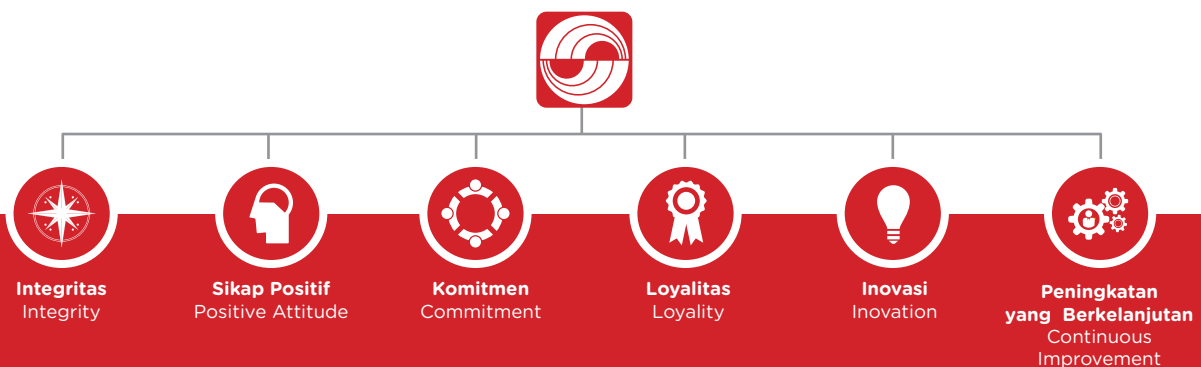 Integritas
Integrity
Sikap Positif
Positive Attitude
Komitmen
Commitment
Loyalitas
Loyality
Inovasi
Inovation
Peningkatan
yang Berkelanjutan
Continuous
Improvement